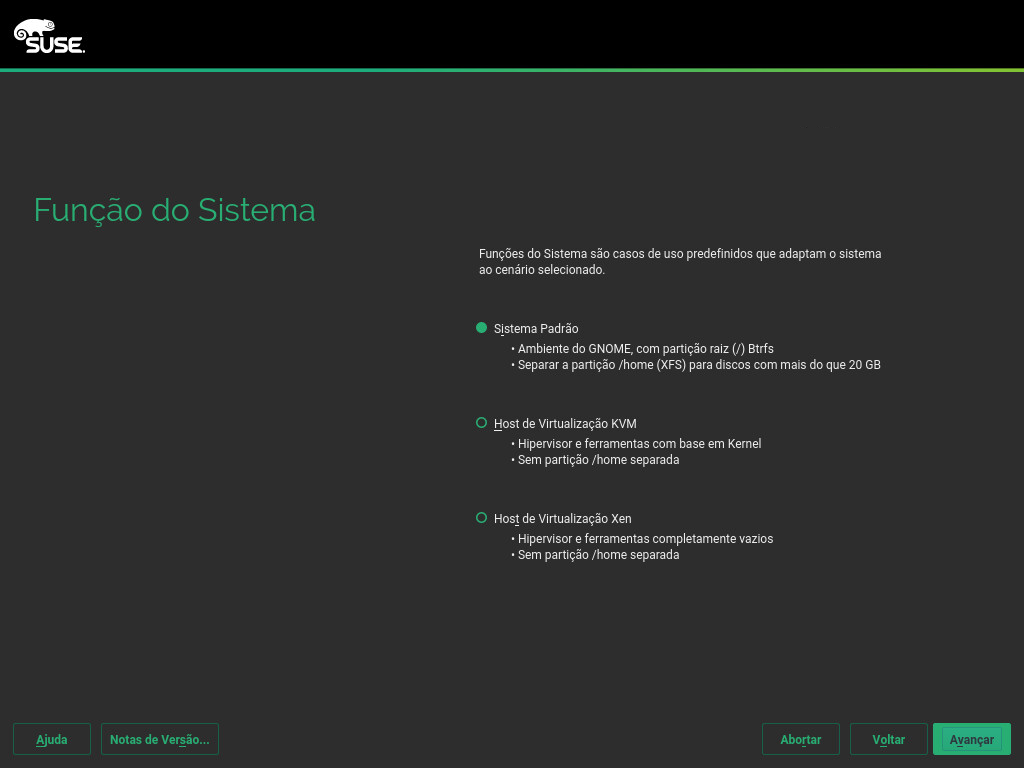 SUSE.
Função do Sistema
Funções do Sistema são casos de uso predefinidos que adaptam o sistema
ao cenário selecionado.
Sistema Padrão
• Ambiente do GNOME, com partição raiz (/) Btrfs
• Separar a partição /home (XFS) para discos com mais do que 20 GB
Host de Virtualização KVM
• Hipervisor e ferramentas com base em Kernel
• Sem partição /home separada
Host de Virtualização Xen
• Hipervisor e ferramentas completamente vazios
• Sem partição /home separada
Ajuda Notas de Versão... Abortar Voltar Avançar